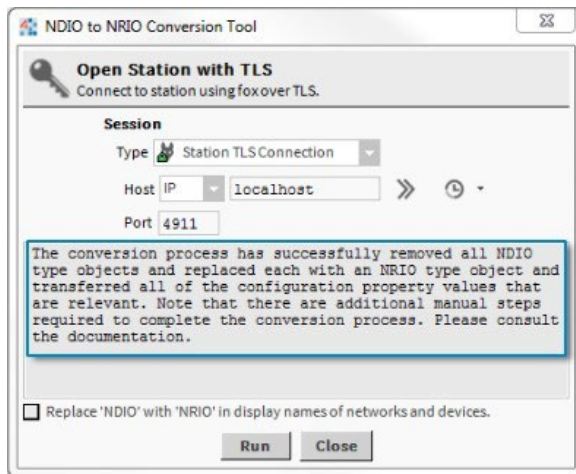 NDIO to NRIO Conversion Tool
Open Station with TLS
Connect to station using foxover TLS.
Session
Type Station TLS Connection
Host IP localhost
Port 4911
The conversion process has successfully removed all NDIO
type objects and replaced each with an NRIO type object and
transferred all of the configuration property values that
are relevant. Note that there are additional manual steps
required to complete the conversion process. Please consult
the documentation.
Replace 'NDIO' with 'NRIO' in display names of networks and devices.
Run Close